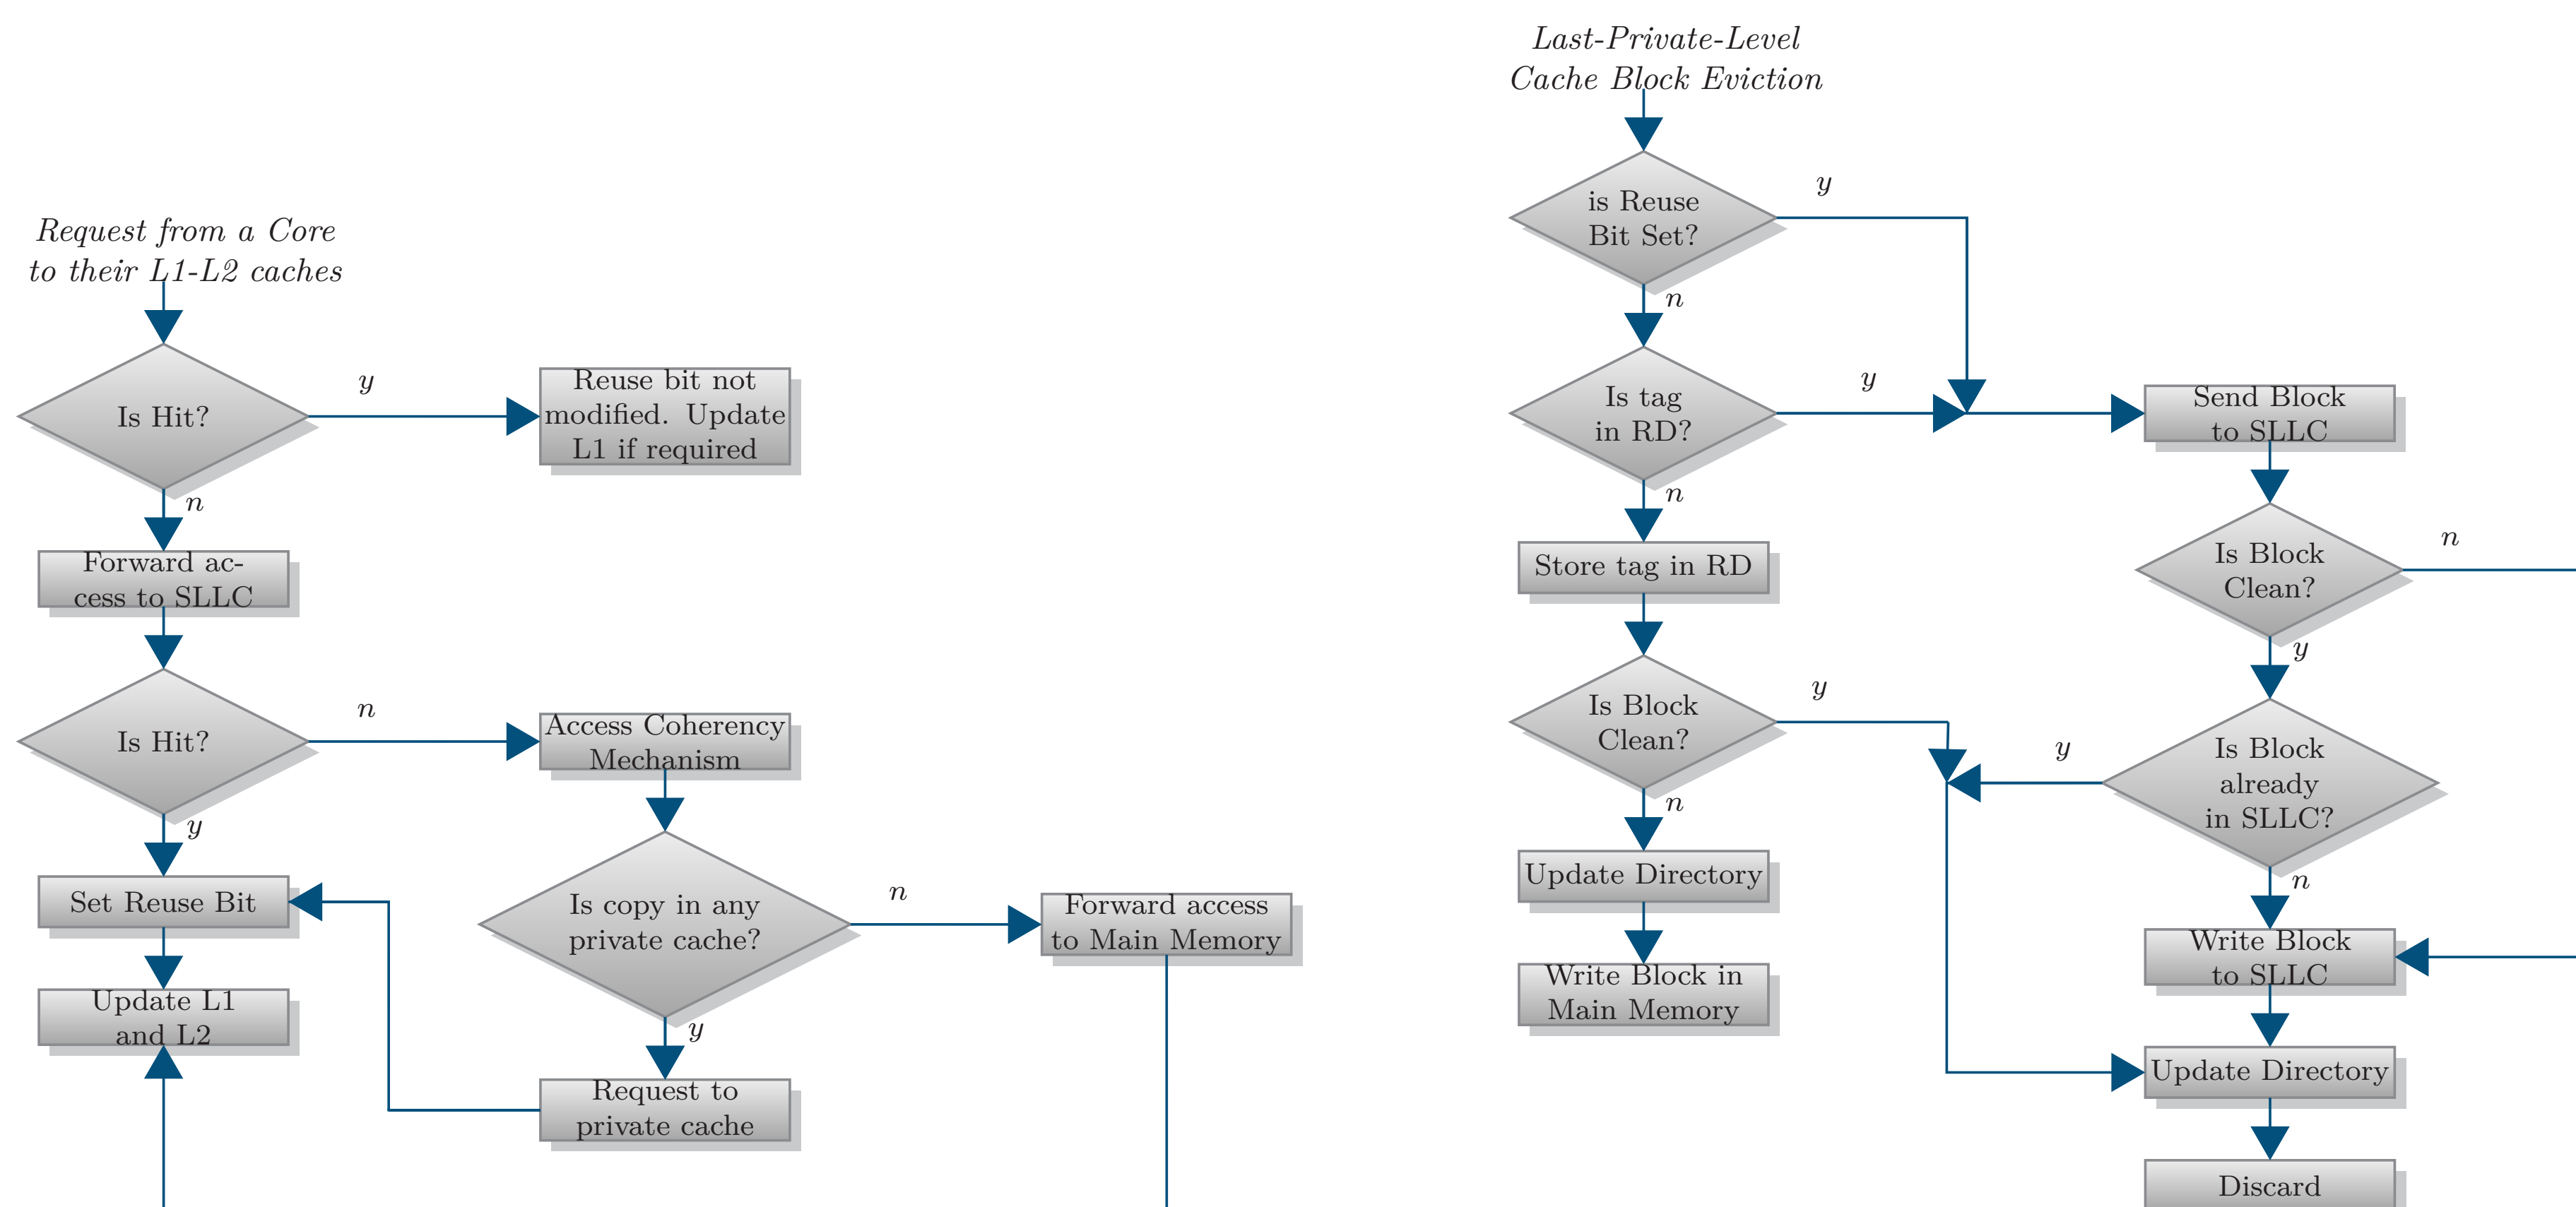 Request from a Core
to their L1-L2 caches
Is Hit?
y
Reuse bit not
modified. Update
L1 if required
n
Forward ac-
cess to SLLC
Is Hit?
n
Access Coherency
Mechanism
y
Set Reuse Bit
Update L1
and L2
Is copy in any
private cache?
n
Forward access
to Main Memory
y
Request to
private cache
Last-Private-Level
Cache Block Eviction
is Reuse
Bit Set?
y
n
Is tag
in RD?
y
Send Block
to SLLC
n
Store tag in RD
Is Block
Clean?
n
y
Is Block
Clean?
y
n
Is Block
already
in SLLC?
y
n
Update Directory
Write Block in
Main Memory
Write Block
to SLLC
Update Directory
Discard